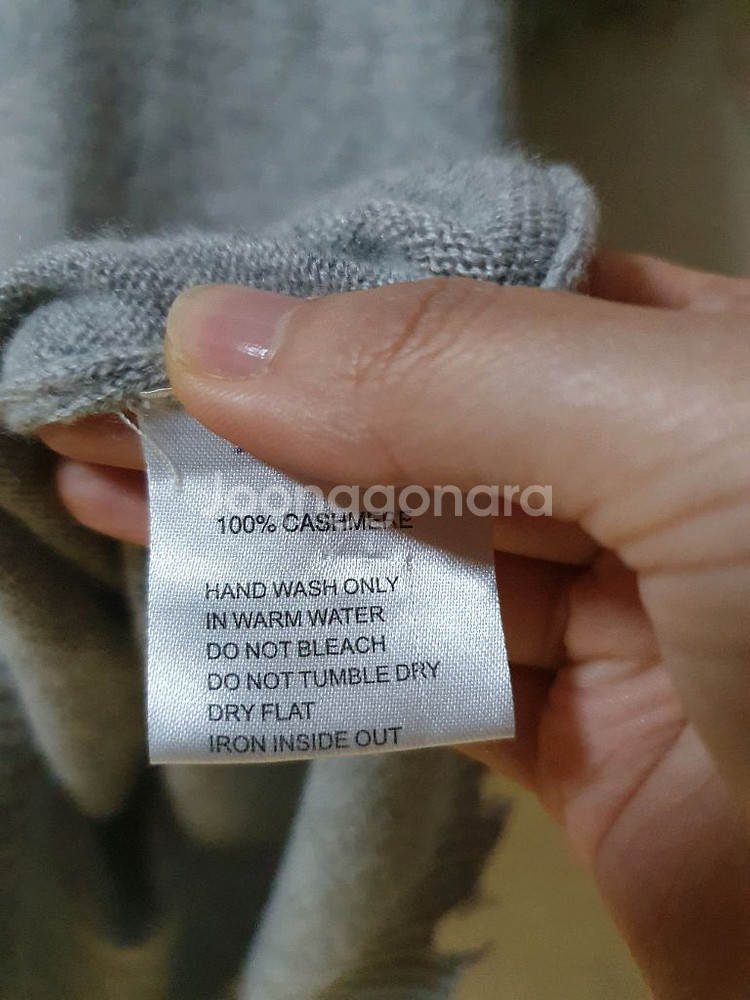 Joonggonara
100% CASHMERE
HAND WASH ONLY
IN WARM WATER
DO NOT BLEACH
DO NOT TUMBLE DRY
DRY FLAT
IRON INSIDE OUT